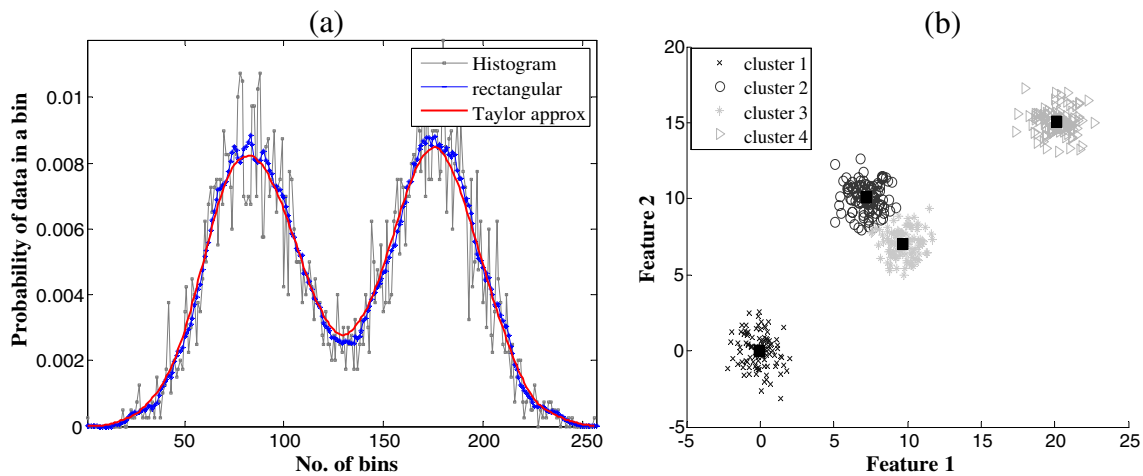 (a)
Histogram
rectangular
Taylor approx
0.01
0.008
0.006
0.004
0.002
0
50
100
150
200
250
No. of bins
Probability of data in a bin
(b)
cluster 1
cluster 2
cluster 3
cluster 4
20
15
10
5
0
-5
-5
0
5
10
15
20
25
Feature 1
Feature 2